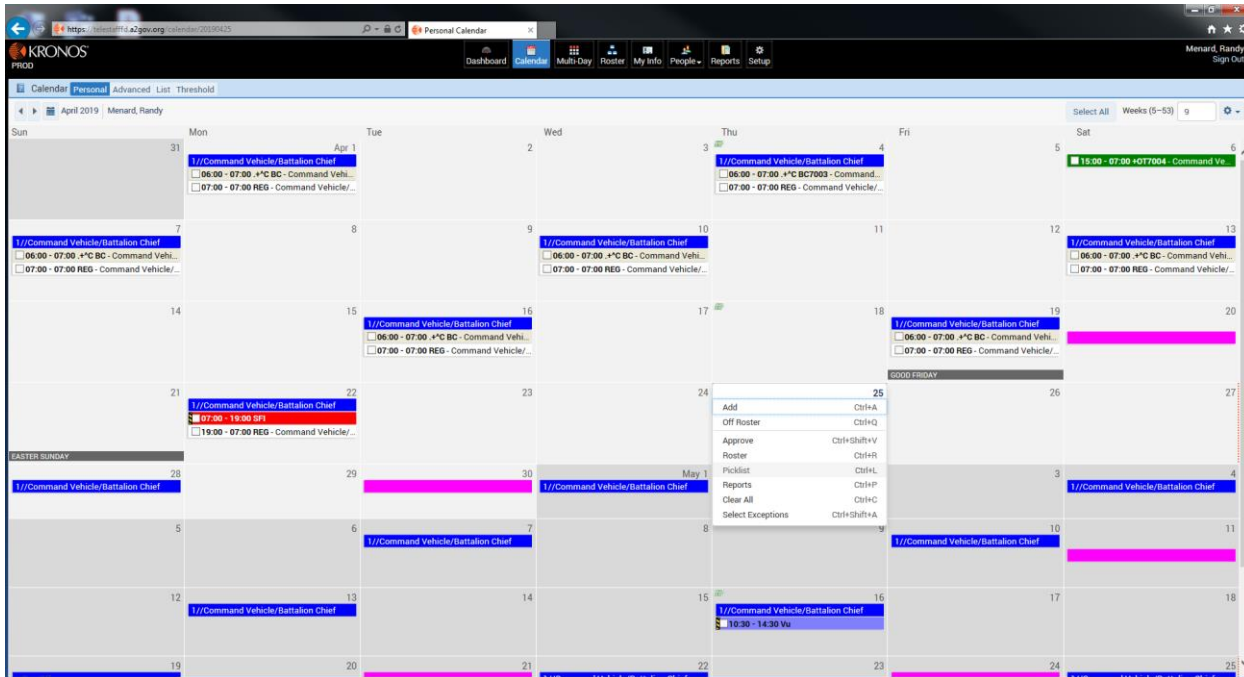 https://telestafffd.a2gov.org/calendar/20190425
Personal Calendar
KRONOS
PROD
Dashboard Calendar Multi-Day Roster My Info People Reports Setup
Menard, Randy
Sign Out
Calendar Personal Advanced List Threshold
April 2019 Menard, Randy
Select All Weeks (5-53) 9
Sun Mon Tue Wed Thu Fri Sat
31 Apr 1 2 3 4 5 6
1//Command Vehicle/Battalion Chief 1//Command Vehicle/Battalion Chief 15:00 - 07:00 +OT7004 - Command Ve...
06:00 - 07:00 .+^C BC - Command Vehi... 06:00 - 07:00 .+^C BC7003 - Command...
07:00 - 07:00 REG - Command Vehicle/... 07:00 - 07:00 REG - Command Vehicle/...
7 8 9 10 11 12 13
1//Command Vehicle/Battalion Chief 1//Command Vehicle/Battalion Chief 1//Command Vehicle/Battalion Chief
06:00 - 07:00 .+^C BC - Command Vehi... 06:00 - 07:00 .+^C BC - Command Vehi... 06:00 - 07:00 .+^C BC - Command Vehi...
07:00 - 07:00 REG - Command Vehicle/... 07:00 - 07:00 REG - Command Vehicle/... 07:00 - 07:00 REG - Command Vehicle/...
14 15 16 17 18 19 20
1//Command Vehicle/Battalion Chief 1//Command Vehicle/Battalion Chief
06:00 - 07:00 .+^C BC - Command Vehi... 06:00 - 07:00 .+^C BC - Command Vehi...
07:00 - 07:00 REG - Command Vehicle/... 07:00 - 07:00 REG - Command Vehicle/...
GOOD FRIDAY
21 22 23 24 25 26 27
1//Command Vehicle/Battalion Chief
07:00 - 19:00 SFI
19:00 - 07:00 REG - Command Vehicle/...
EASTER SUNDAY
Add Ctrl+A
Off Roster Ctrl+Q
Approve Ctrl+Shift+V
Roster Ctrl+R
Picklist Ctrl+L
Reports Ctrl+P
Clear All Ctrl+C
Select Exceptions Ctrl+Shift+A
28 29 30 May 1 3 4
1//Command Vehicle/Battalion Chief 1//Command Vehicle/Battalion Chief 1//Command Vehicle/Battalion Chief
5 6 7 8 9 10 11
1//Command Vehicle/Battalion Chief 1//Command Vehicle/Battalion Chief
12 13 14 15 16 17 18
1//Command Vehicle/Battalion Chief 1//Command Vehicle/Battalion Chief
10:30 - 14:30 Vu
19 20 21 22 23 24 25